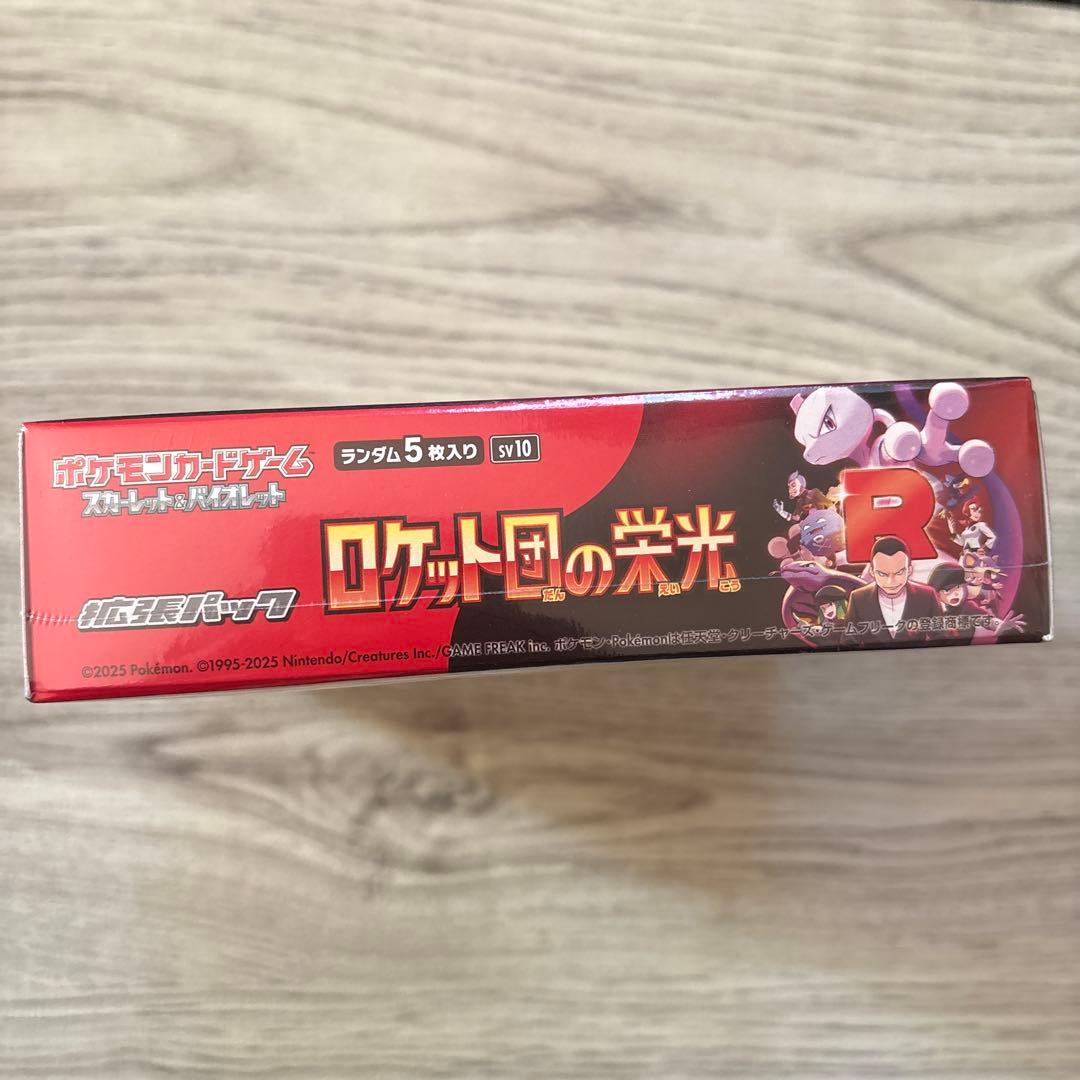 ポケモンカードゲーム™
スカーレット&バイオレット
ランダム5枚入り SV10
拡張パック
ロケット団の栄光
だん えい こう
R
©2025 Pokémon. ©1995-2025 Nintendo/Creatures Inc./GAME FREAK inc. ポケモン・Pokémonは任天堂・クリーチャーズ・ゲームフリークの登録商標です。